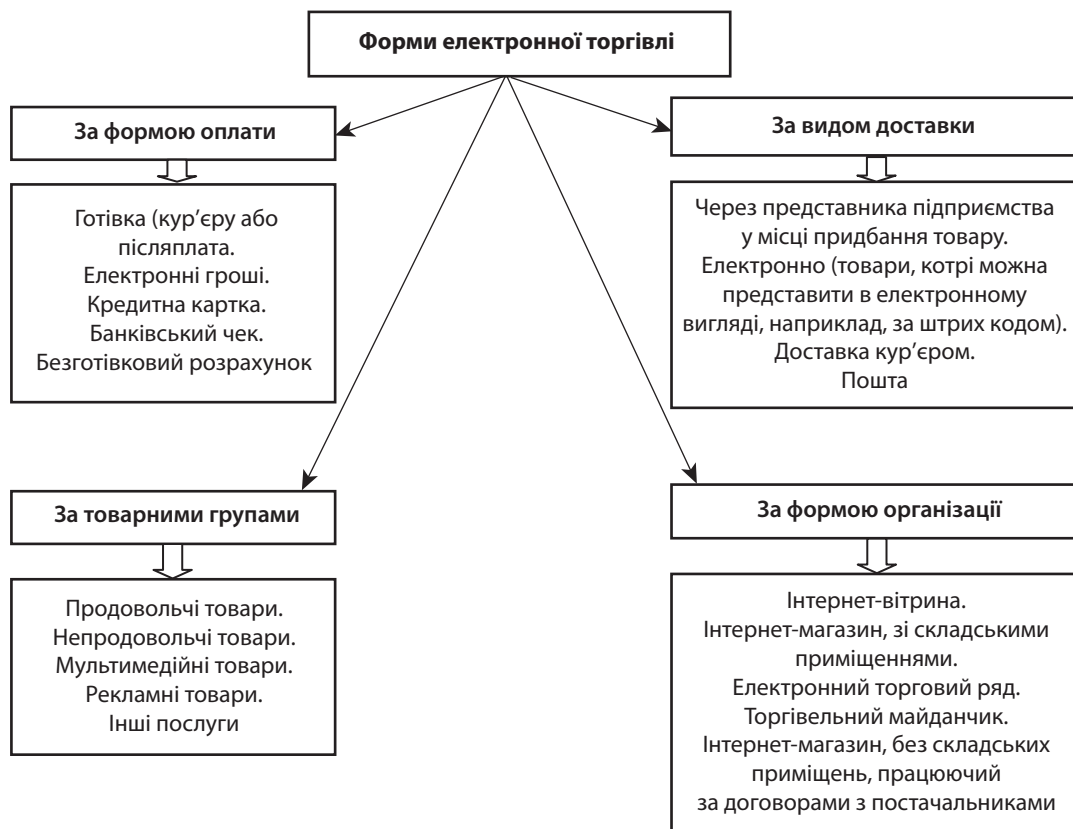 Форми електронної торгівлі
За формою оплати
Готівка (кур’єру або
післяплата.
Електронні гроші.
Кредитна картка.
Банківський чек.
Безготівковий розрахунок
За видом доставки
Через представника підприємства
у місці придбання товару.
Електронно (товари, котрі можна
представити в електронному
вигляді, наприклад, за штрих кодом).
Доставка кур’єром.
Пошта
За товарними групами
Продовольчі товари.
Непродовольчі товари.
Мультимедійні товари.
Рекламні товари.
Інші послуги
За формою організації
Інтернет-вітрина.
Інтернет-магазин, зі складськими
приміщеннями.
Електронний торговий ряд.
Торгівельний майданчик.
Інтернет-магазин, без складських
приміщень, працюючий
за договорами з постачальниками